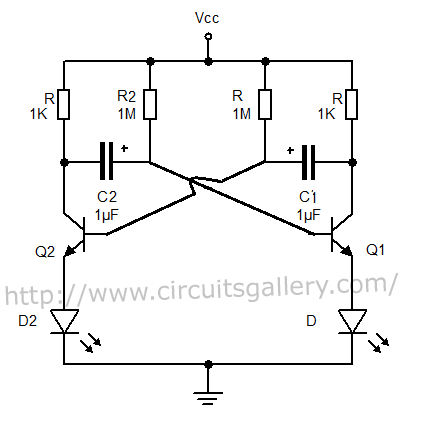 Vcc
R R2 R R
1K 1M 1M 1K
+ +
C2 C1
1µF 1µF
Q2 Q1
http://www.circuitsgallery.com/
D2 D